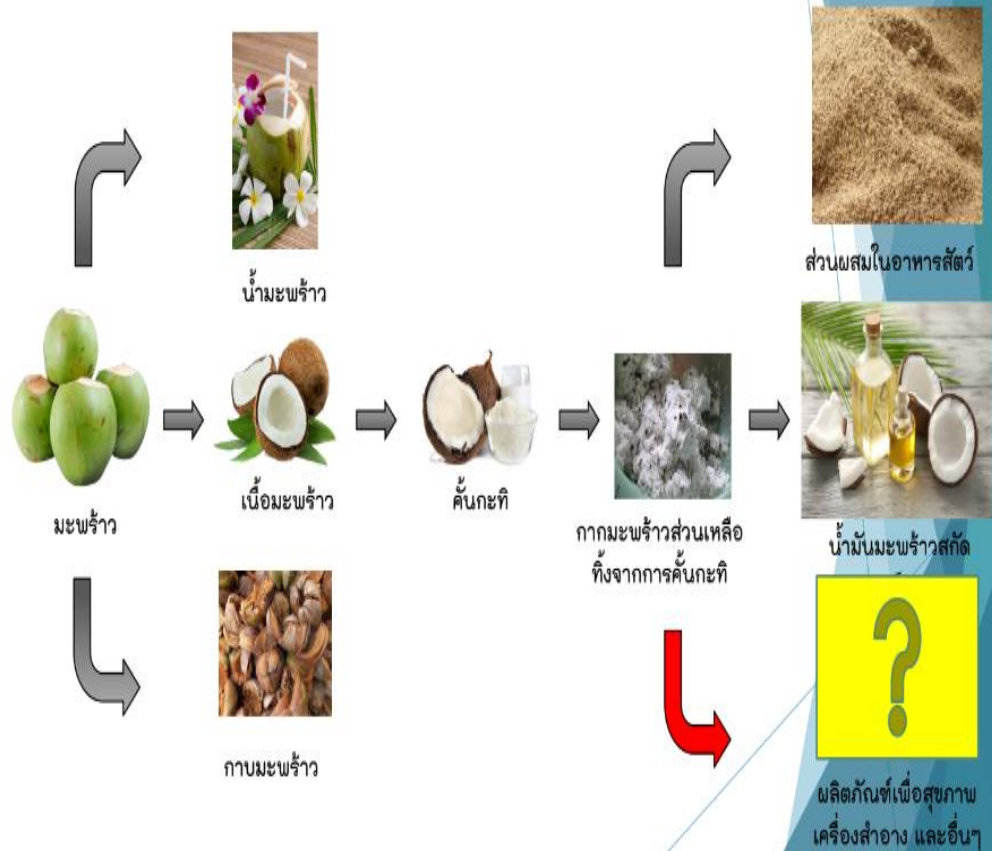 น้ำมะพร้าว
ส่วนผสมในอาหารสัตว์
มะพร้าว
เนื้อมะพร้าว
คั้นกะทิ
กากมะพร้าวส่วนเหลือ
ทิ้งจากการคั้นกะทิ
น้ำมันมะพร้าวสกัด
?
กาบมะพร้าว
ผลิตภัณฑ์เพื่อสุขภาพ
เครื่องสำอาง และอื่นๆ